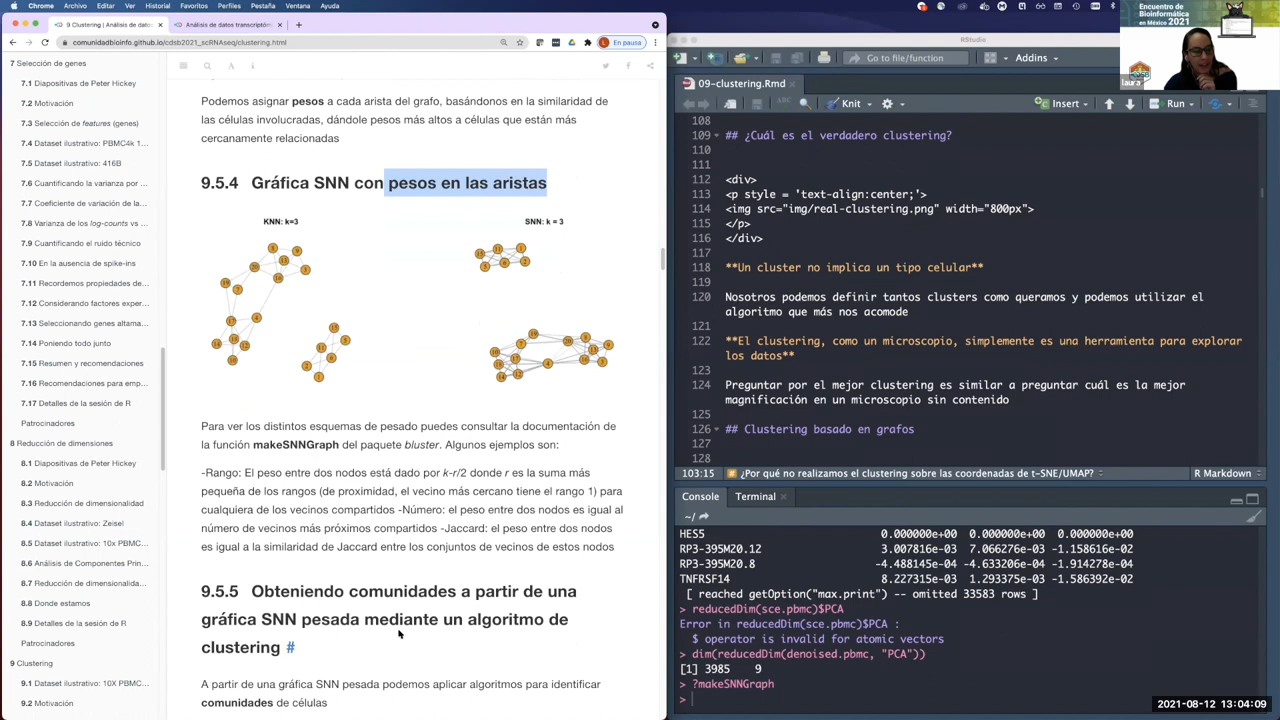 Chrome Archivo Editar Ver Historial Favoritos Perfiles Pestaña Ventana Ayuda
9 Clustering | Análisis de datos
Análisis de datos transcriptóm
comunidadbioinfo.github.io/cdsb2021_scRNAseq/clustering.html
En pausa
7 Selección de genes
7.1 Diapositivas de Peter Hickey
7.2 Motivación
7.3 Selección de features (genes)
7.4 Dataset ilustrativo: PBMC4k 1...
7.5 Dataset ilustrativo: 416B
7.6 Cuantificando la varianza por ...
7.7 Coeficiente de variación de la...
7.8 Varianza de los log-counts vs ...
7.9 Cuantificando el ruido técnico
7.10 En la ausencia de spike-ins
7.11 Recordemos propiedades de...
7.12 Considerando factores exper...
7.13 Seleccionando genes altama...
7.14 Poniendo todo junto
7.15 Resumen y recomendaciones
7.16 Recomendaciones para emp...
7.17 Detalles de la sesión de R
Patrocinadores
8 Reducción de dimensiones
8.1 Diapositivas de Peter Hickey
8.2 Motivación
8.3 Reducción de dimensionalidad
8.4 Dataset ilustrativo: Zeisel
8.5 Dataset ilustrativo: 10x PBMC...
8.6 Análisis de Componentes Prin...
8.7 Reducción de dimensionalida...
8.8 Donde estamos
8.9 Detalles de la sesión de R
Patrocinadores
9 Clustering
9.1 Dataset ilustrativo: 10X PBMC...
9.2 Motivación
Podemos asignar pesos a cada arista del grafo, basándonos en la similaridad de
las células involucradas, dándole pesos más altos a células que están más
cercanamente relacionadas
9.5.4 Gráfica SNN con pesos en las aristas
KNN: k=3
SNN: k = 3
Para ver los distintos esquemas de pesado puedes consultar la documentación de
la función makeSNNGraph del paquete bluster. Algunos ejemplos son:
-Rango: El peso entre dos nodos está dado por k-r/2 donde r es la suma más
pequeña de los rangos (de proximidad, el vecino más cercano tiene el rango 1) para
cualquiera de los vecinos compartidos -Número: el peso entre dos nodos es igual al
número de vecinos más próximos compartidos -Jaccard: el peso entre dos nodos
es igual a la similaridad de Jaccard entre los conjuntos de vecinos de estos nodos
9.5.5 Obteniendo comunidades a partir de una
gráfica SNN pesada mediante un algoritmo de
clustering #
A partir de una gráfica SNN pesada podemos aplicar algoritmos para identificar
comunidades de células
RStudio
Go to file/function
Addins
09-clustering.Rmd
Knit
Insert
Run
108
109 ## ¿Cuál es el verdadero clustering?
111
112 <div>
113 <p style = 'text-align:center;'>
114 <img src="img/real-clustering.png" width="800px">
115 </p>
116 </div>
117
118 **Un cluster no implica un tipo celular**
119
120 Nosotros podemos definir tantos clusters como queramos y podemos utilizar el
algoritmo que más nos acomode
121
122 **El clustering, como un microscopio, simplemente es una herramienta para explorar
los datos**
123
124 Preguntar por el mejor clustering es similar a preguntar cuál es la mejor
magnificación en un microscopio sin contenido
125
126 ## Clustering basado en grafos
127
128
103:15 ¿Por qué no realizamos el clustering sobre las coordenadas de t-SNE/UMAP?
R Markdown
Console Terminal
~/
HES5 0.000000e+00 0.000000e+00 0.000000e+00
RP3-395M20.12 3.007816e-03 7.066276e-03 -1.158616e-02
RP3-395M20.8 -4.488145e-04 -4.633206e-04 -1.914278e-04
TNFRSF14 8.227313e-03 1.293375e-02 -1.586302e-02
[ reached getOption("max.print") -- omitted 33583 rows ]
> reducedDim(sce.pbmc)$PCA
Error in reducedDim(sce.pbmc)$PCA :
$ operator is invalid for atomic vectors
> dim(reducedDim(denoised.pbmc, "PCA"))
[1] 3985 9
> ?makeSNNGraph
>
Encuentro de
Bioinformática
en México 2021
laura
2021-08-12 13:04:09